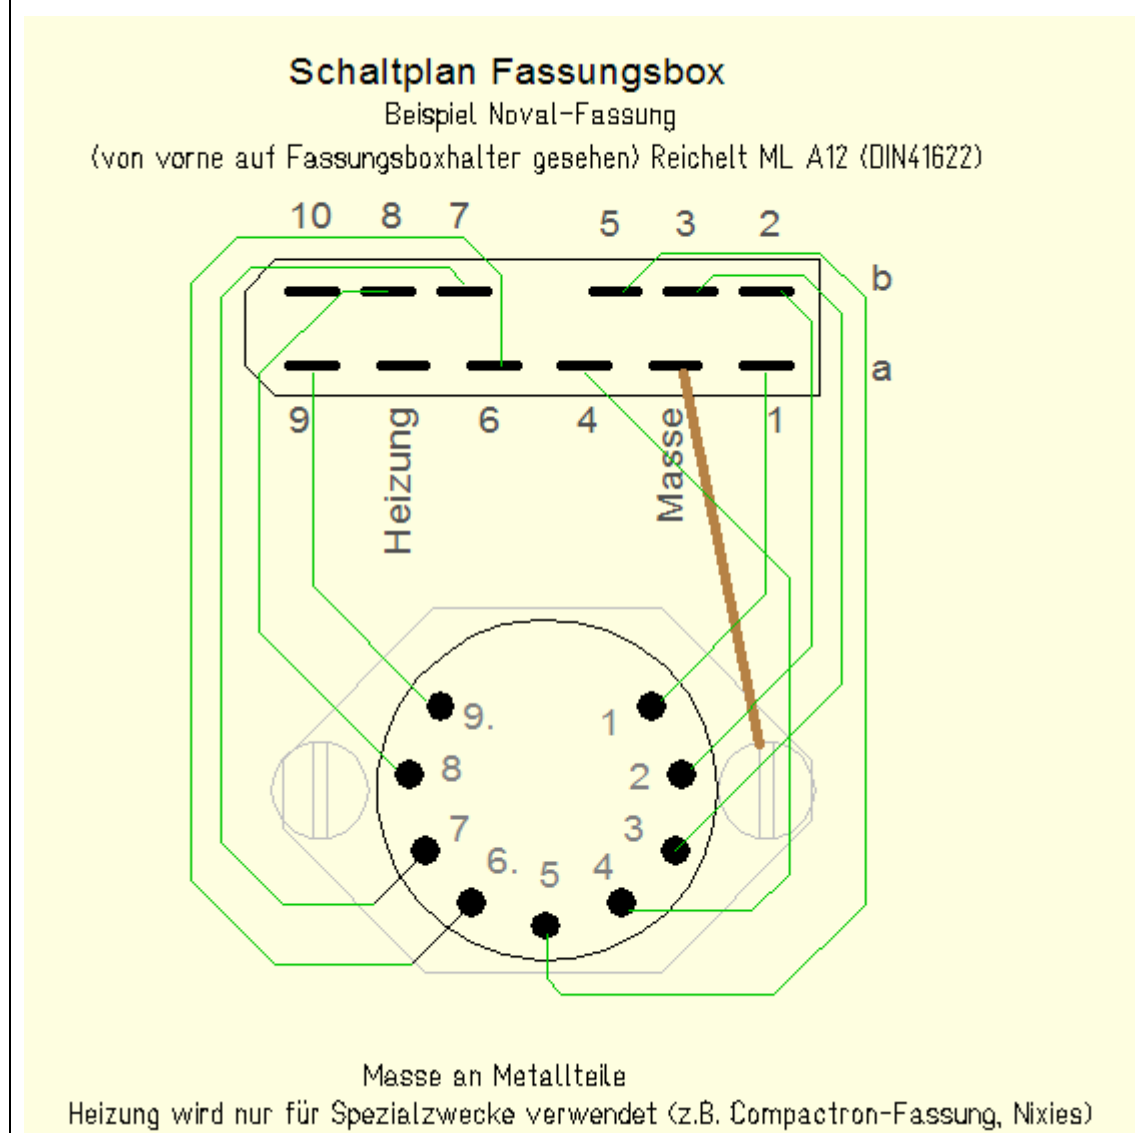 Schaltplan Fassungsbox
Beispiel Noval-Fassung
(von vorne auf Fassungsboxhalter gesehen) Reichelt ML A12 (DIN41622)
10 8 7 5 3 2
b
a
9 Heizung 6 4 Masse 1
9. 1
8 2
7 3
6. 5 4
Masse an Metallteile
Heizung wird nur für Spezialzwecke verwendet (z.B. Compactron-Fassung, Nixies)